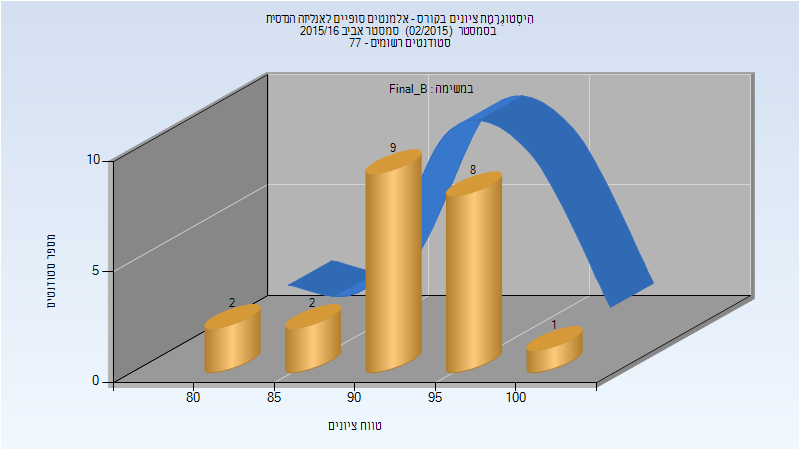 היסטוגרמת ציונים בקורס - אלמנטים סופיים לאנליזה הנדסית
בסמסטר (02/2015) סמסטר אביב 2015/16
סטודנטים רשומים - 77
במשימה : Final_B
9
8
2
2
1
10
5
0
80
85
90
95
100
מספר סטודנטים
טווח ציונים